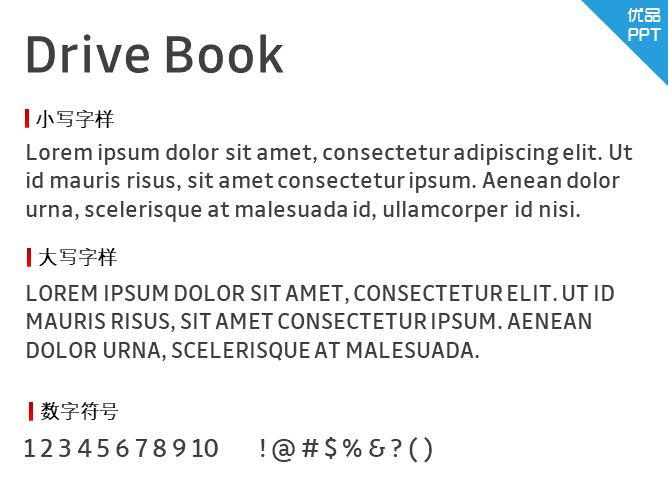 优品
PPT
Drive Book
小写字样
Lorem ipsum dolor sit amet, consectetur adipiscing elit. Ut
id mauris risus, sit amet consectetur ipsum. Aenean dolor
urna, scelerisque at malesuada id, ullamcorper id nisi.
大写字样
LOREM IPSUM DOLOR SIT AMET, CONSECTETUR ELIT. UT ID
MAURIS RISUS, SIT AMET CONSECTETUR IPSUM. AENEAN
DOLOR URNA, SCELERISQUE AT MALESUADA.
数字符号
1 2 3 4 5 6 7 8 9 10 ! @ # $ % & ? ( )